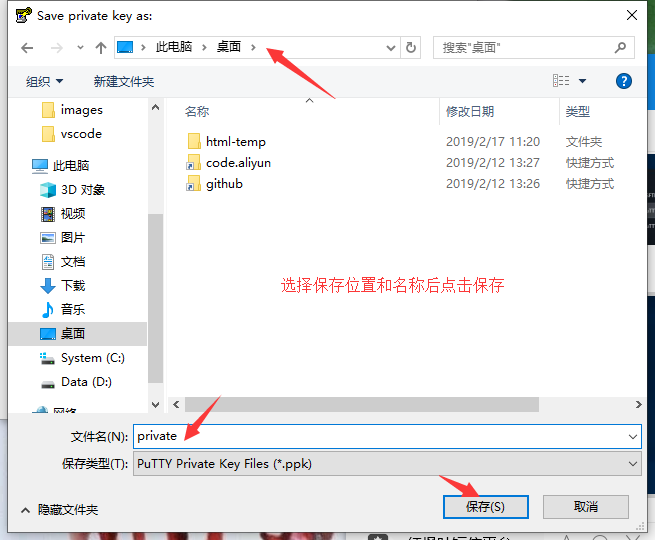 Save private key as:
此电脑 桌面
搜索"桌面"
组织 新建文件夹
images
vscode
此电脑
3D 对象
视频
图片
文档
下载
音乐
桌面
System (C:)
Data (D:)
网络
名称 修改日期 类型
html-temp 2019/2/17 11:20 文件夹
code.aliyun 2019/2/12 13:27 快捷方式
github 2019/2/12 13:26 快捷方式
选择保存位置和名称后点击保存
文件名(N): private
保存类型(T): PuTTY Private Key Files (*.ppk)
隐藏文件夹
保存(S) 取消